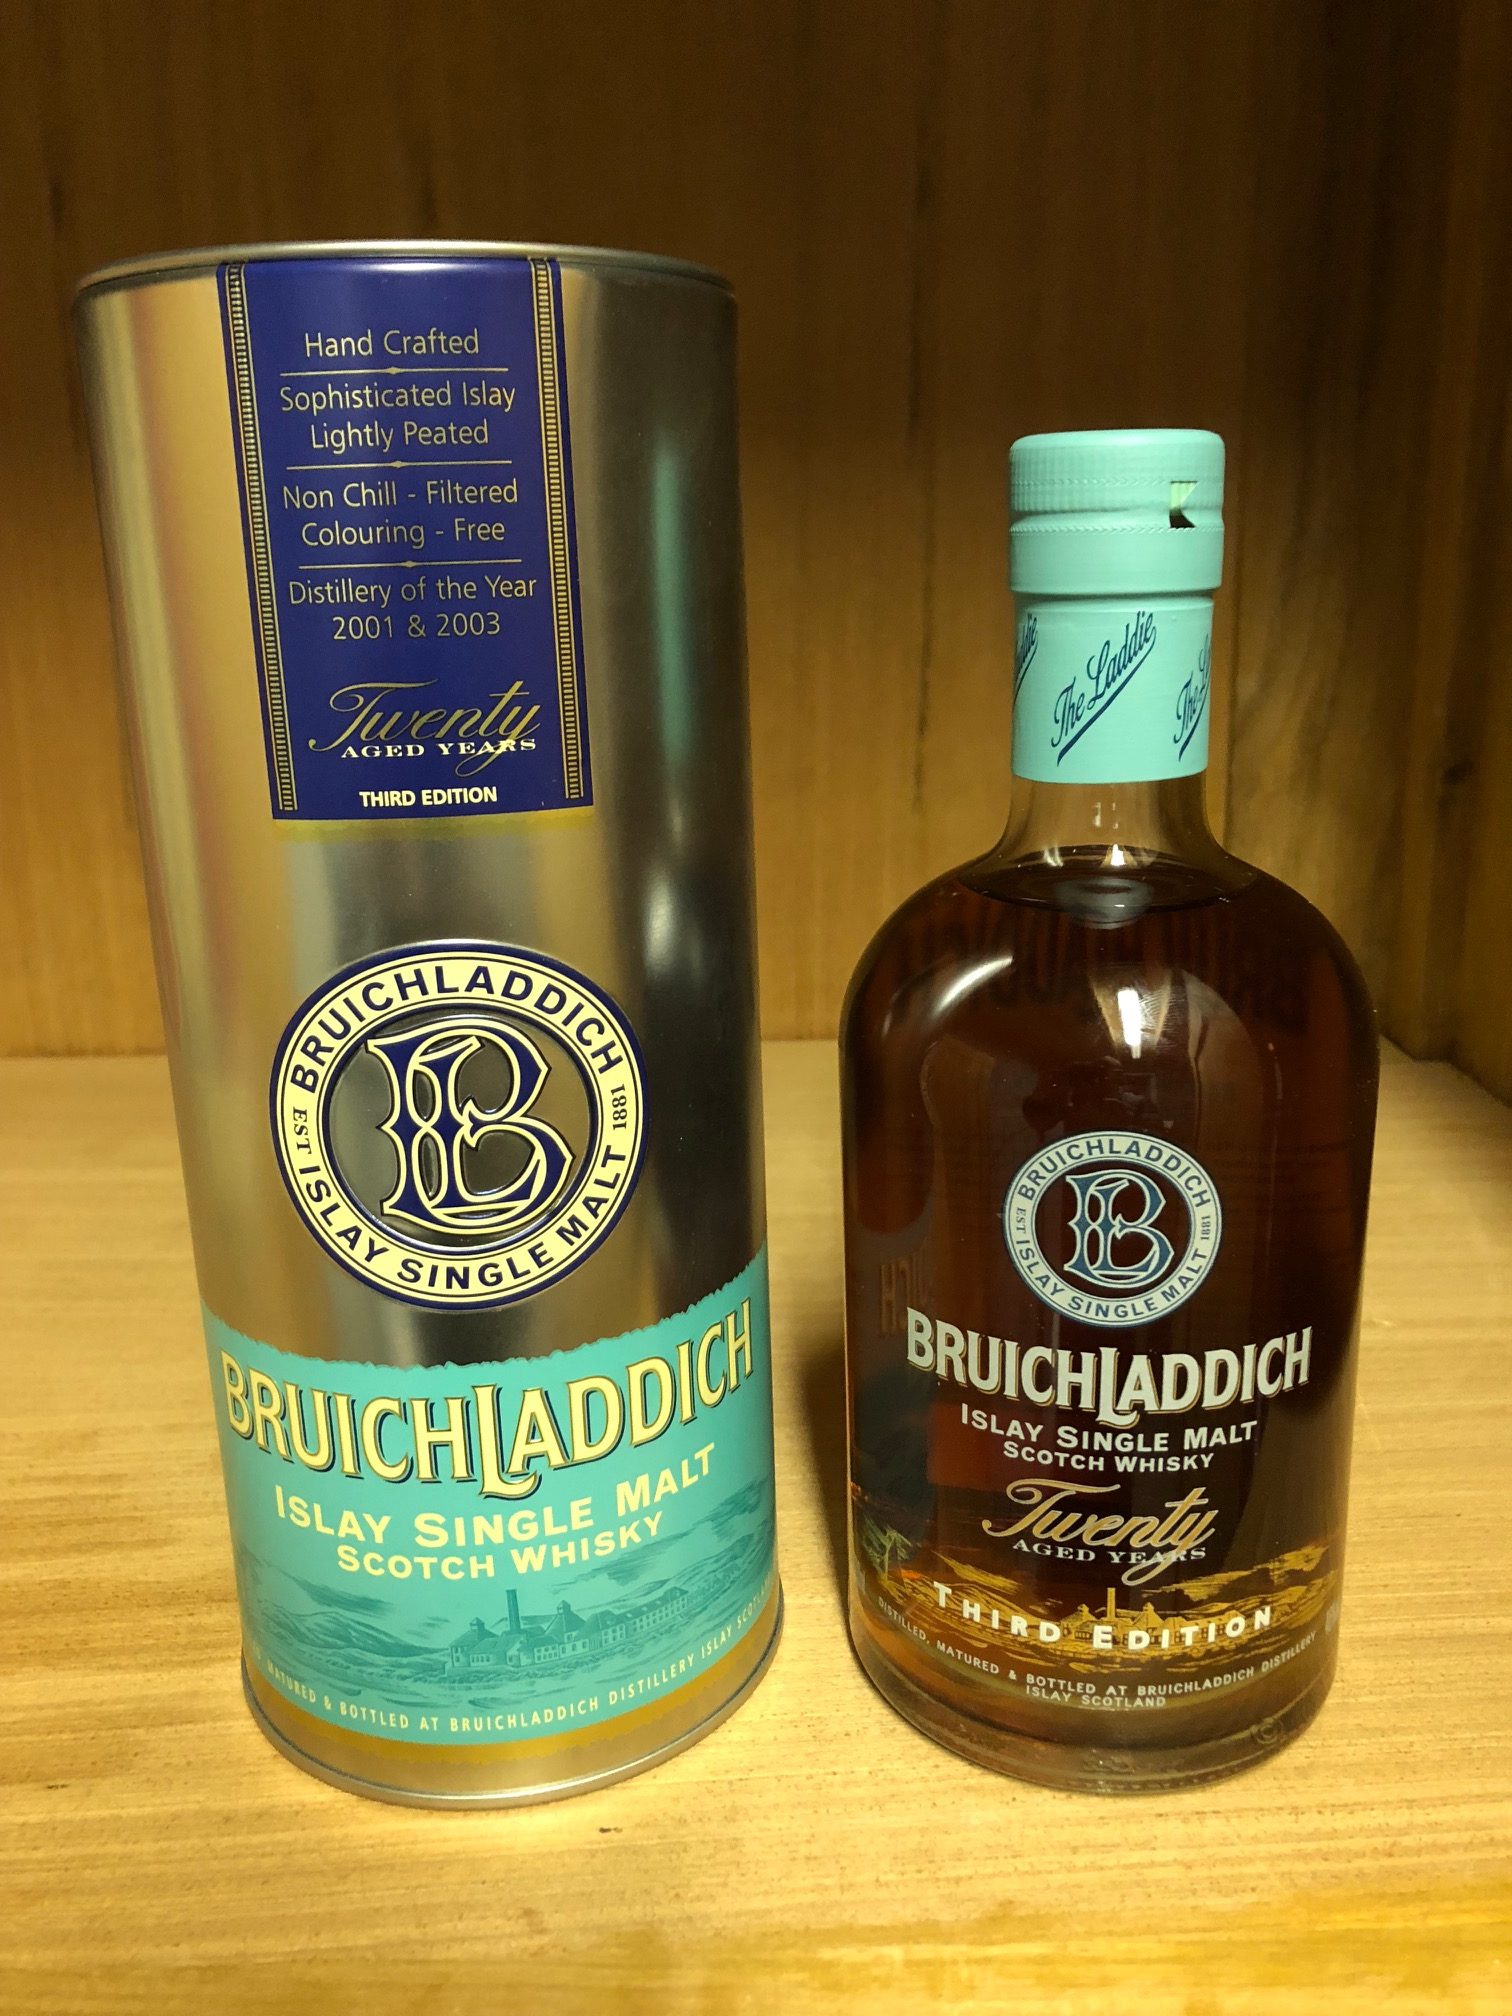 Hand Crafted
Sophisticated Islay
Lightly Peated
Non Chill - Filtered
Colouring - Free
Distillery of the Year
2001 & 2003
Twenty
AGED YEARS
THIRD EDITION
BRUICHLADDICH
EST 1881
ISLAY SINGLE MALT
BL
BRUICHLADDICH
ISLAY SINGLE MALT
SCOTCH WHISKY
MATURED & BOTTLED AT BRUICHLADDICH DISTILLERY ISLAY SCOTLAND
The Laddie
BRUICHLADDICH
EST 1881
ISLAY SINGLE MALT
BL
BRUICHLADDICH
ISLAY SINGLE MALT
SCOTCH WHISKY
Twenty
AGED YEARS
THIRD EDITION
DISTILLED, MATURED & BOTTLED AT BRUICHLADDICH DISTILLERY
ISLAY SCOTLAND